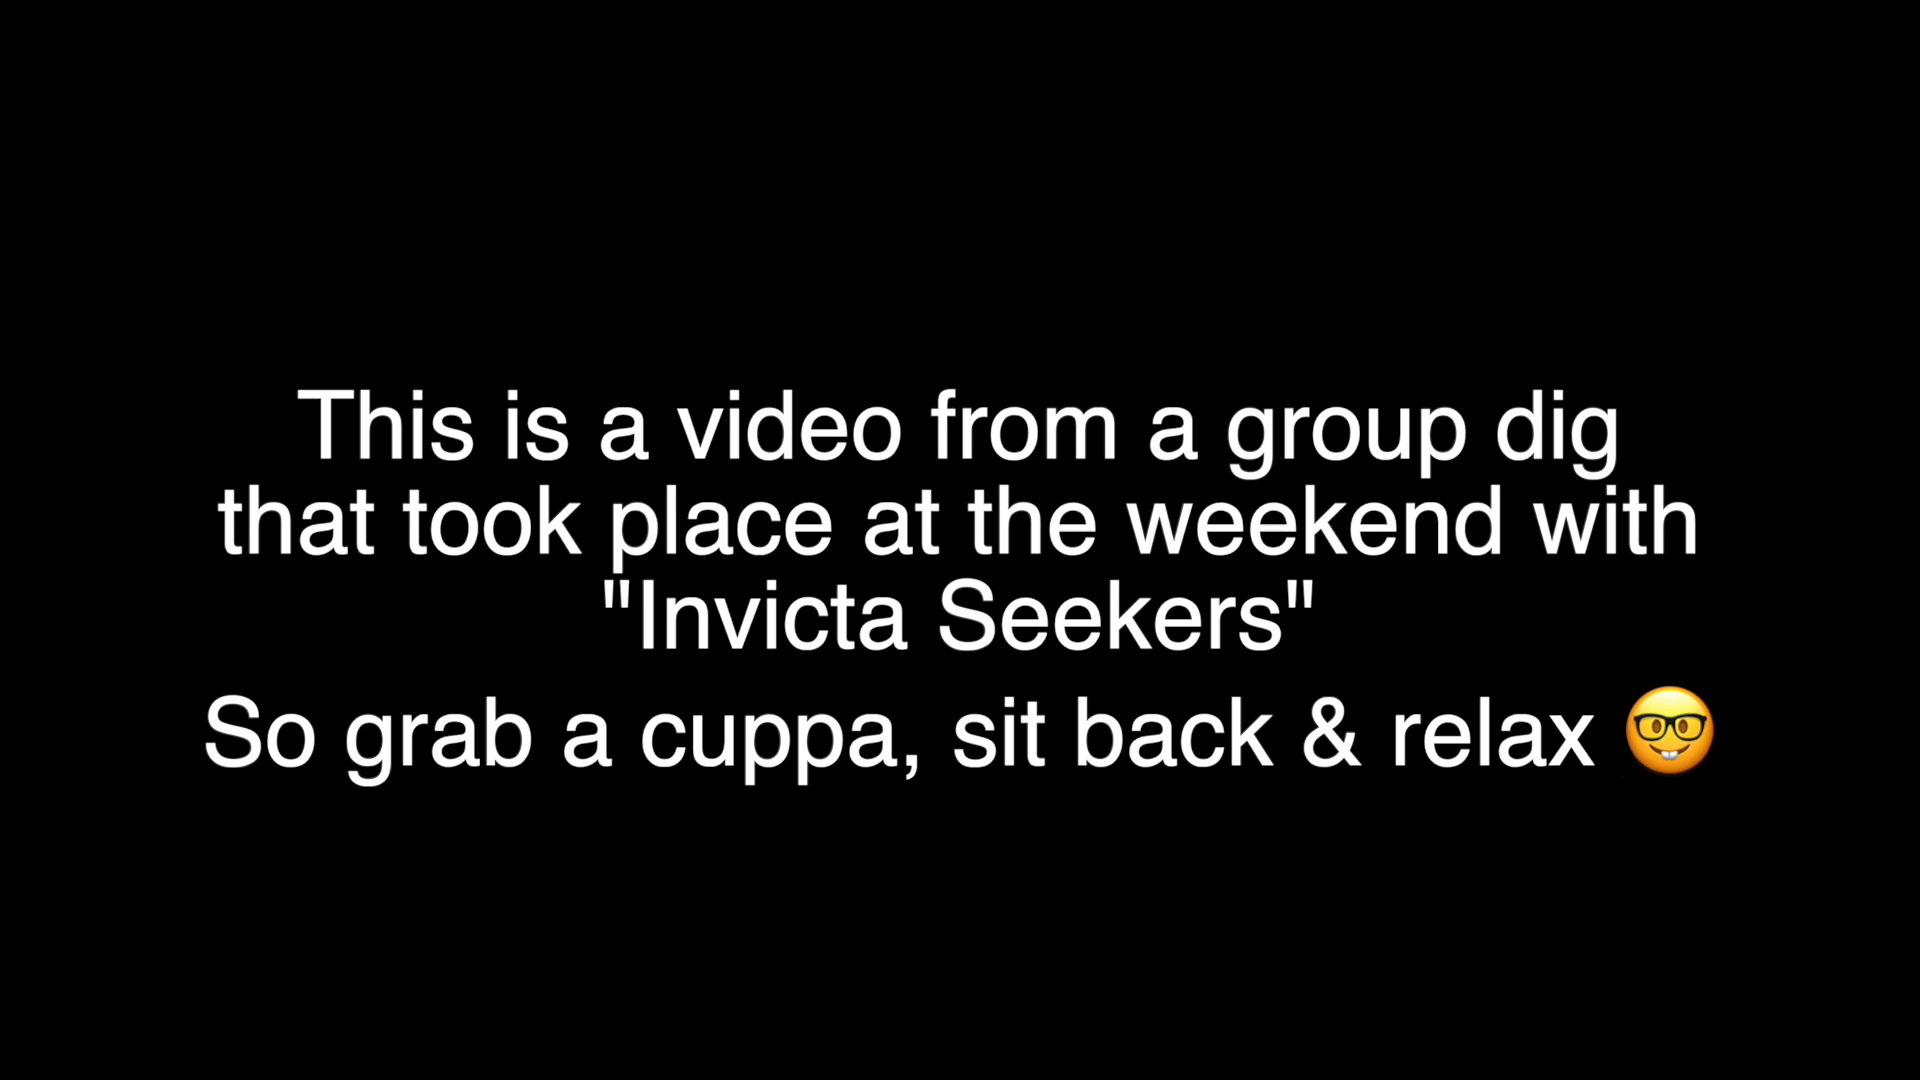 This is a video from a group dig
that took place at the weekend with
"Invicta Seekers"
So grab a cuppa, sit back & relax 🤓